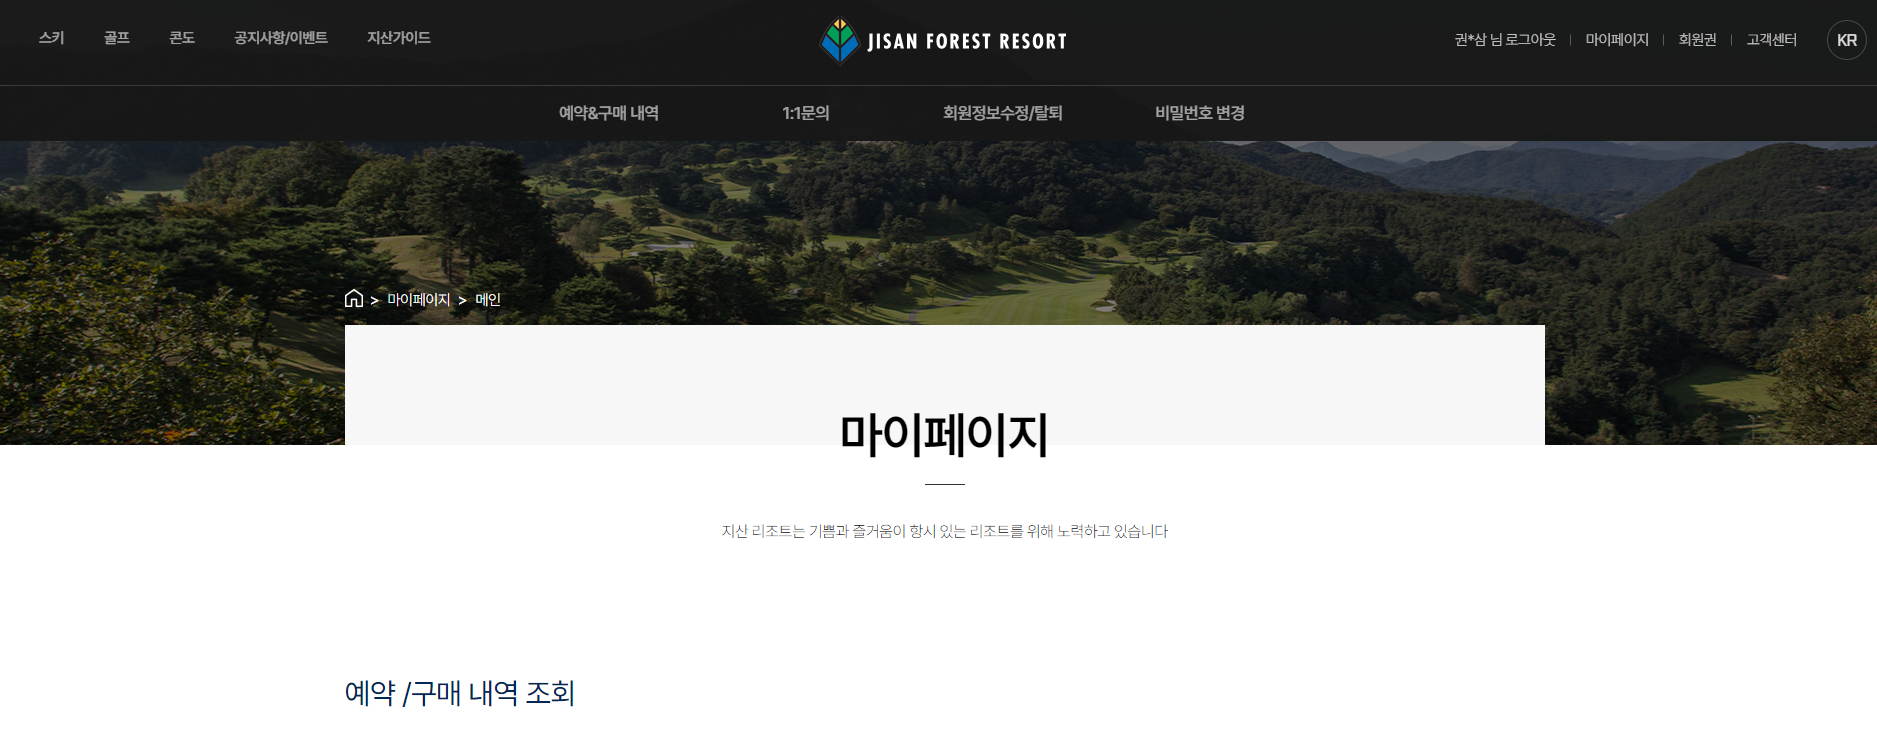 스키 골프 콘도 공지사항/이벤트 지산가이드 JISAN FOREST RESORT 권*삼 님 로그아웃 마이페이지 회원권 고객센터 KR
예약&구매 내역 1:1문의 회원정보수정/탈퇴 비밀번호 변경
> 마이페이지 > 메인
마이페이지
지산 리조트는 기쁨과 즐거움이 항시 있는 리조트를 위해 노력하고 있습니다
예약 /구매 내역 조회